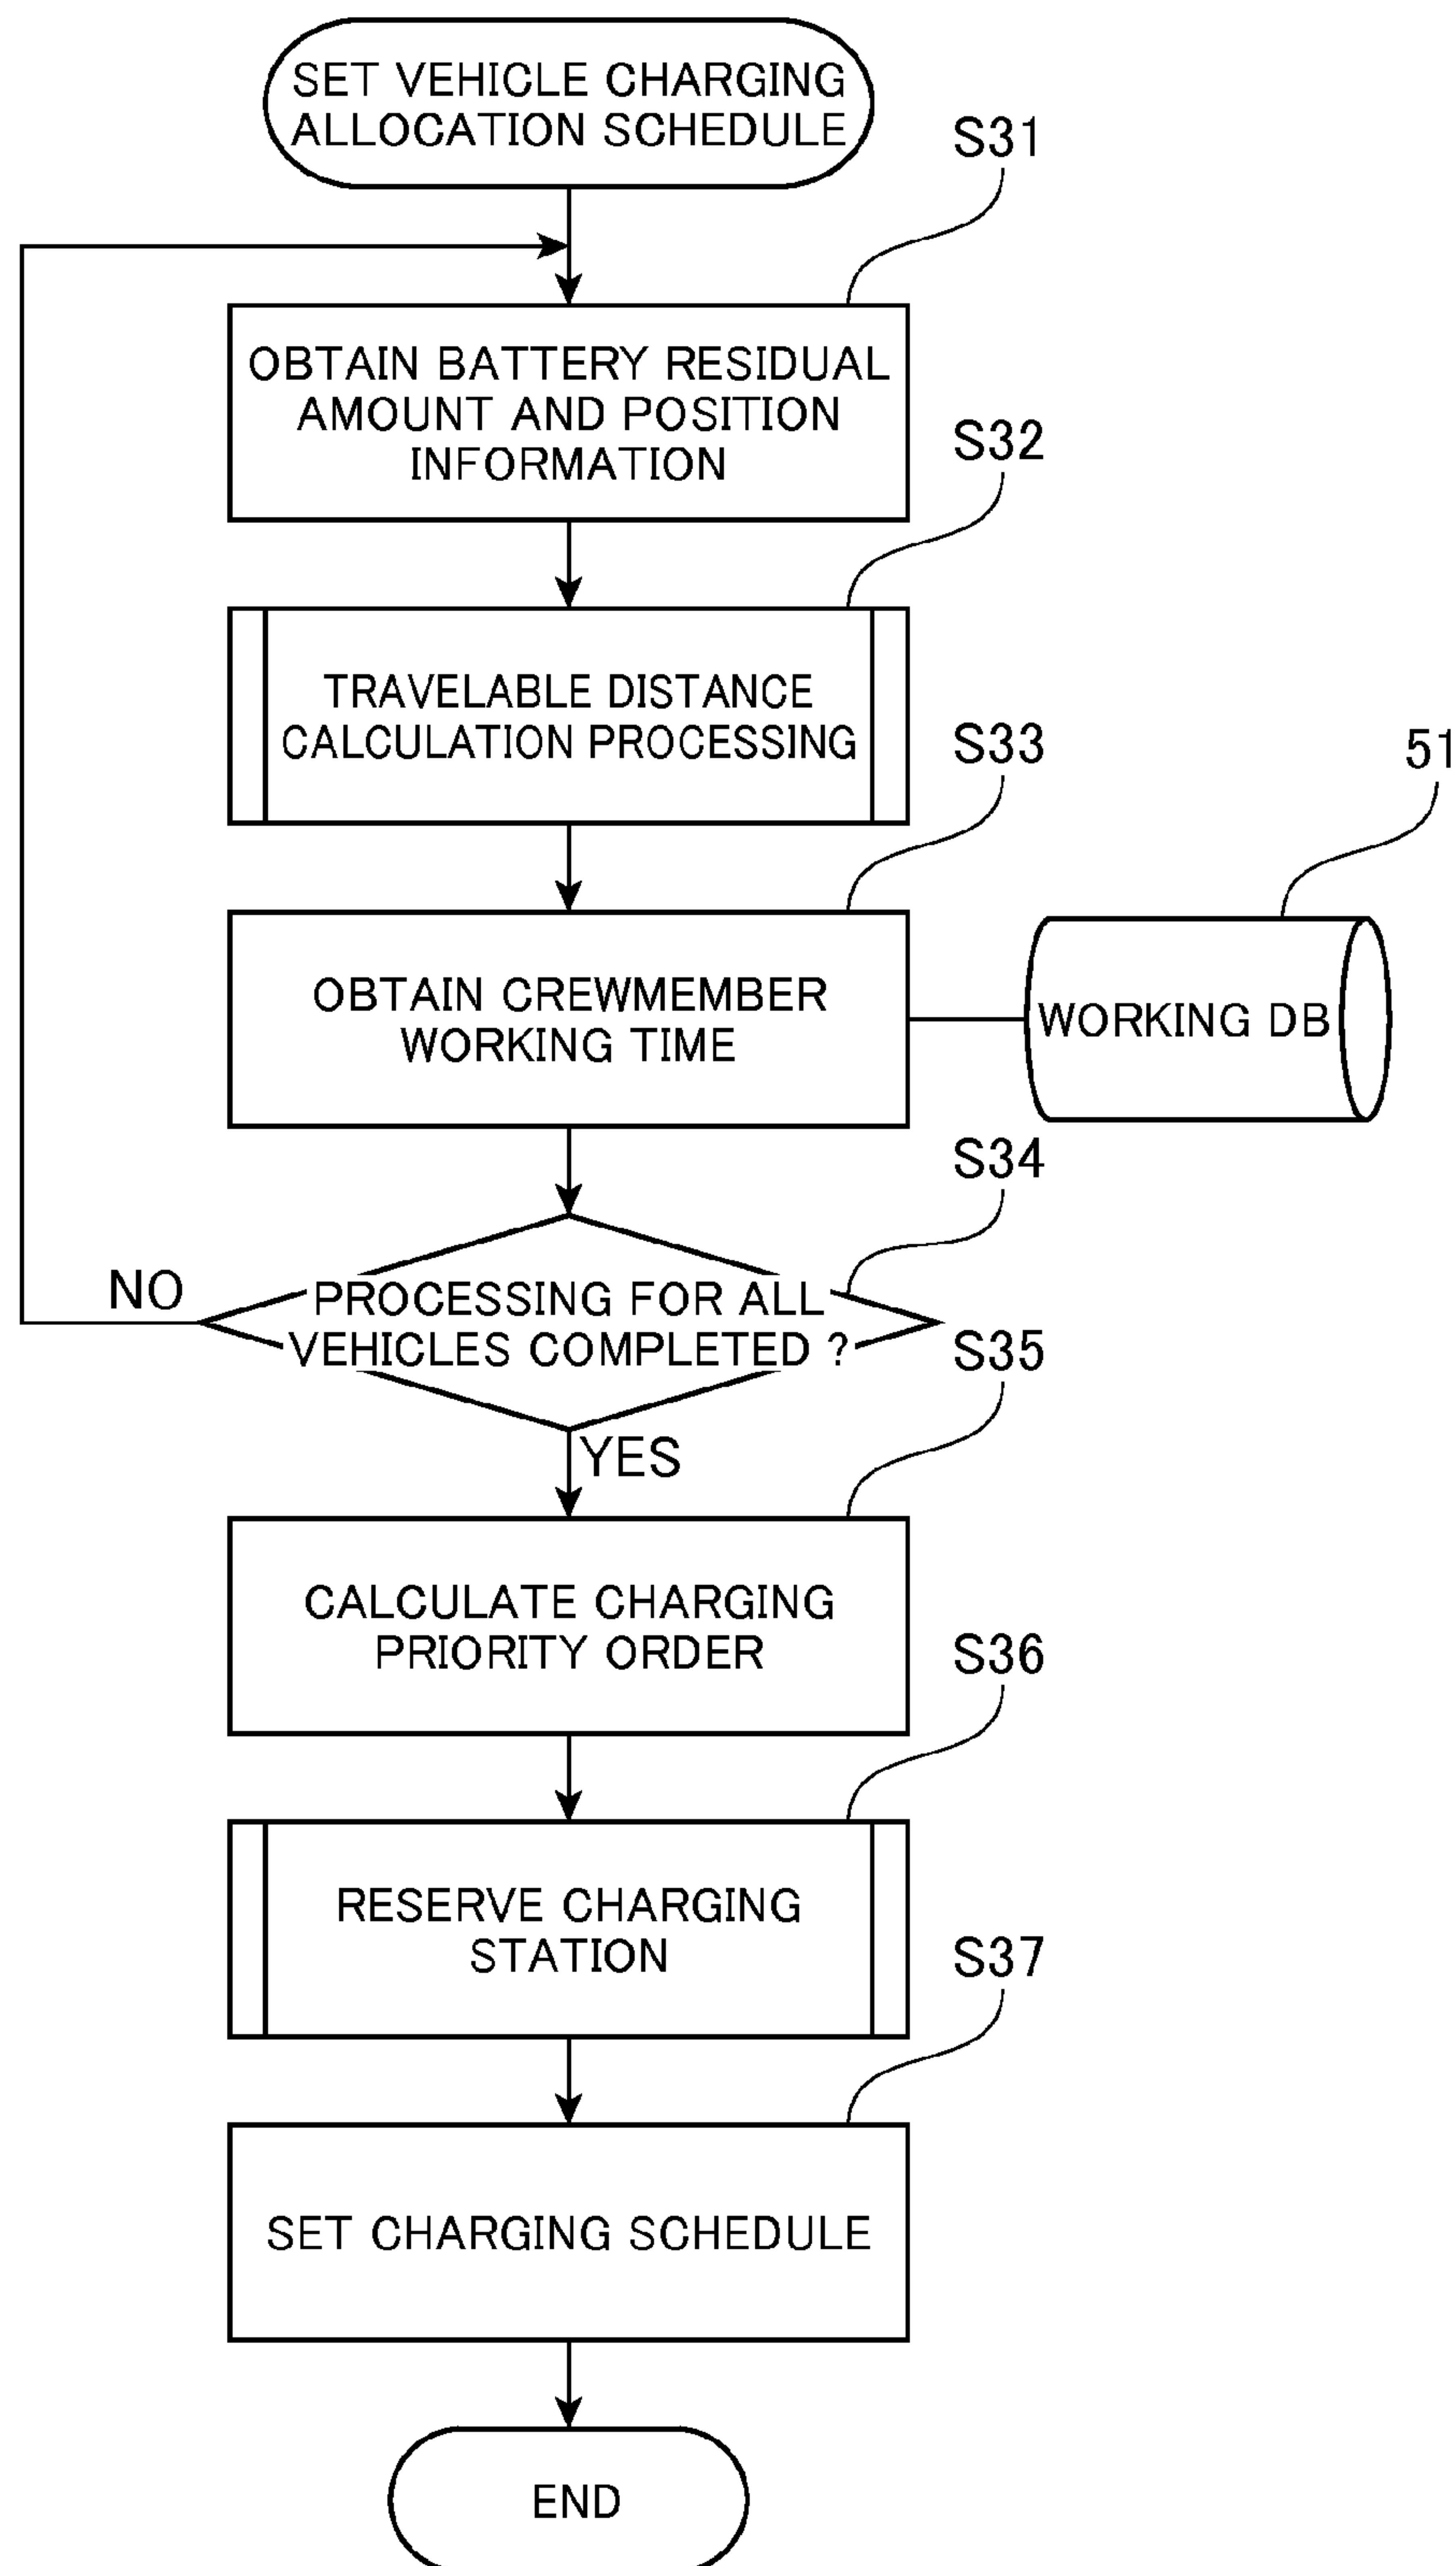 SET VEHICLE CHARGING
ALLOCATION SCHEDULE
S31
OBTAIN BATTERY RESIDUAL
AMOUNT AND POSITION
INFORMATION
S32
TRAVELABLE DISTANCE
CALCULATION PROCESSING
S33
51
OBTAIN CREWMEMBER
WORKING TIME
WORKING DB
S34
NO
PROCESSING FOR ALL
VEHICLES COMPLETED ?
S35
YES
CALCULATE CHARGING
PRIORITY ORDER
S36
RESERVE CHARGING
STATION
S37
SET CHARGING SCHEDULE
END